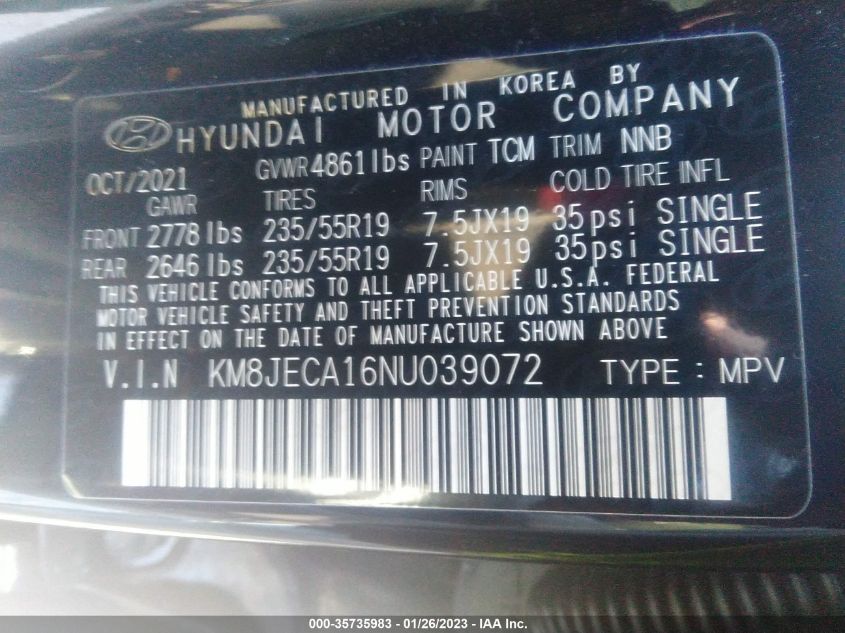 MANUFACTURED IN KOREA BY
HYUNDAI MOTOR COMPANY
OCT/2021 GVWR 4861lbs PAINT TCM TRIM NNB
GAWR TIRES RIMS COLD TIRE INFL
FRONT 2778 lbs 235/55R19 7.5JX19 35psi SINGLE
REAR 2646 lbs 235/55R19 7.5JX19 35psi SINGLE
THIS VEHICLE CONFORMS TO ALL APPLICABLE U.S.A. FEDERAL
MOTOR VEHICLE SAFETY AND THEFT PREVENTION STANDARDS
IN EFFECT ON THE DATE OF MANUFACTURE SHOWN ABOVE
V.I.N KM8JECA16NU039072 TYPE : MPV
000-35735983 - 01/26/2023 - IAA Inc.